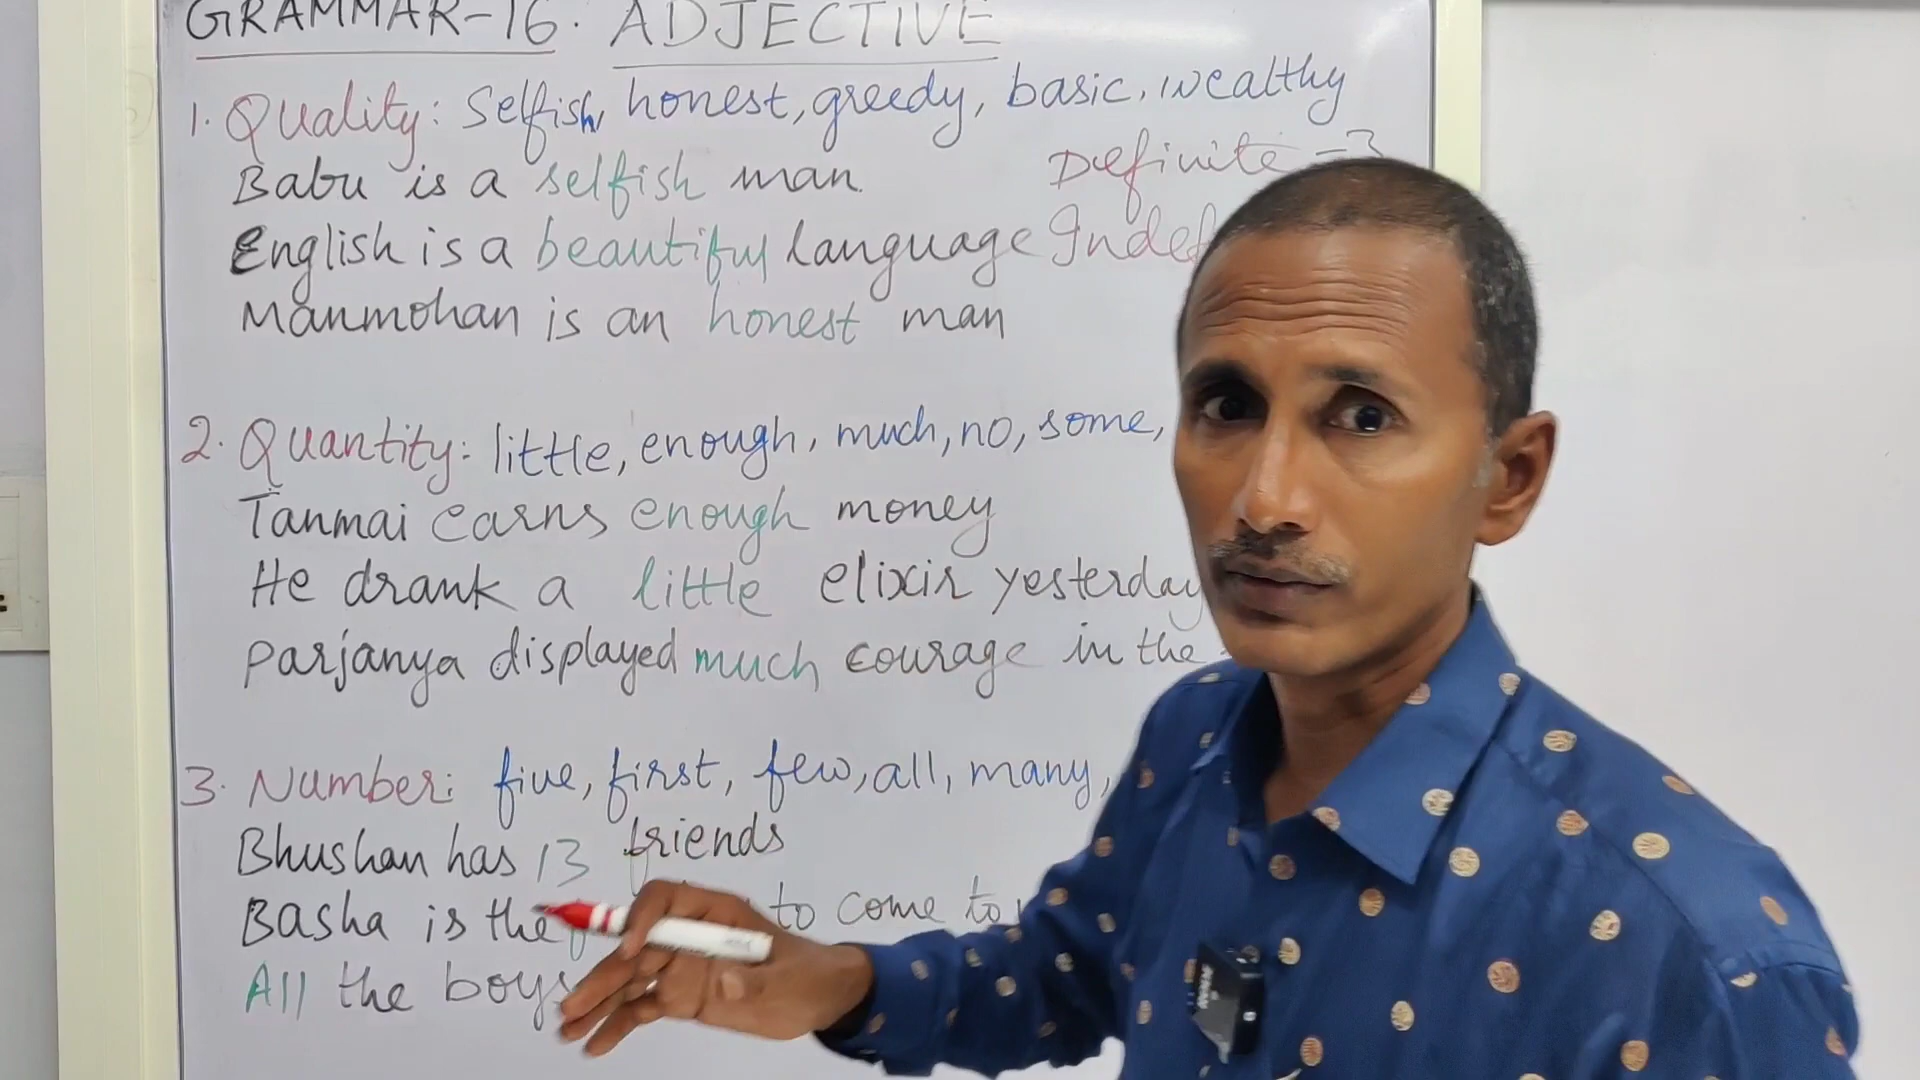 GRAMMAR-16. ADJECTIVE
1. Quality: Selfish, honest, greedy, basic, wealthy
Babu is a selfish man.
Definite - 3
English is a beautiful language
Indef
Manmohan is an honest man
2. Quantity: little, enough, much, no, some,
Tanmai earns enough money
He drank a little elixir yesterday
Parjanya displayed much courage in the
3. Number: five, first, few, all, many,
Bhushan has 13 friends
Basha is the to come to
All the boys